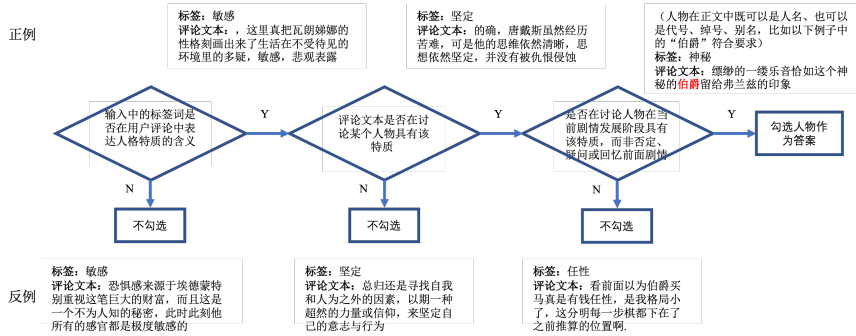 正例
标签：敏感
评论文本：，这里真把瓦朗娣娜的
性格刻画出来了生活在不受待见的
环境里的多疑，敏感，悲观表露
标签：坚定
评论文本：的确，唐戴斯虽然经历
苦难，可是他的思维依然清晰，思
想依然坚定，并没有被仇恨侵蚀
（人物在正文中既可以是人名、也可
以是代号、绰号、别名，比如以下例子中
的“伯爵”符合要求）
标签：神秘
评论文本：缥缈的一缕乐音恰如这个神
秘的伯爵留给弗兰兹的印象
输入中的标签词是
否在用户评论中表
达人格特质的含义
Y
评论文本是否在讨
论某个人物具有该
特质
Y
是否在讨论人物在当
前剧情发展阶段具有
该特质，而非否定、
疑问或回忆前面剧情
Y
勾选人物作
为答案
N
N
N
不勾选
不勾选
不勾选
反例
标签：敏感
评论文本：恐惧感来源于埃德蒙特
别重视这笔巨大的财富，而且这是
一个不为人知的秘密，此时此刻他
所有的感官都是极度敏感的
标签：坚定
评论文本：总归还是寻找自我
和人为之外的因素，以期一种
超然的力量或信仰，来坚定自
己的意志与行为
标签：任性
评论文本：看前面以为伯爵买
马真是有钱任性，是我格局小
了，这分明每一步棋都下在了
之前推算的位置啊.